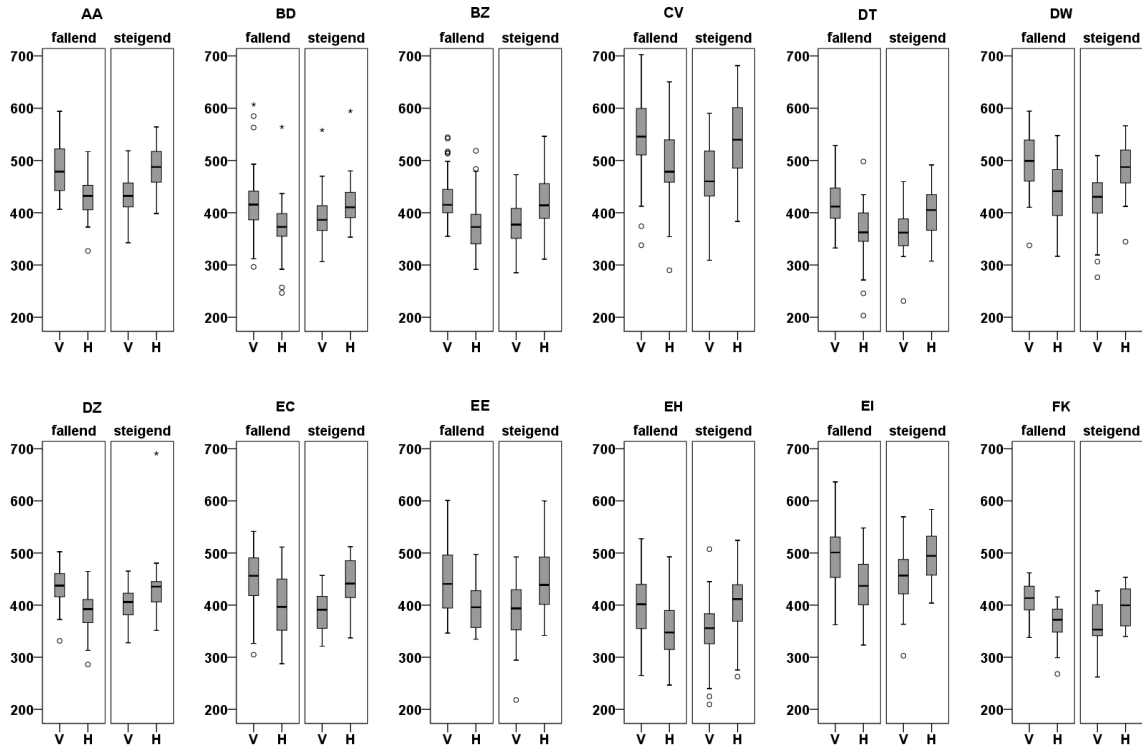 AA BD BZ CV DT DW
fallend steigend fallend steigend fallend steigend fallend steigend fallend steigend fallend steigend
700 700 700 700 700 700
600 600 600 600 600 600
500 500 500 500 500 500
400 400 400 400 400 400
300 300 300 300 300 300
200 200 200 200 200 200
V H V H V H V H V H V H V H V H V H V H V H V H
DZ EC EE EH EI FK
fallend steigend fallend steigend fallend steigend fallend steigend fallend steigend fallend steigend
700 700 700 700 700 700
600 600 600 600 600 600
500 500 500 500 500 500
400 400 400 400 400 400
300 300 300 300 300 300
200 200 200 200 200 200
V H V H V H V H V H V H V H V H V H V H V H V H